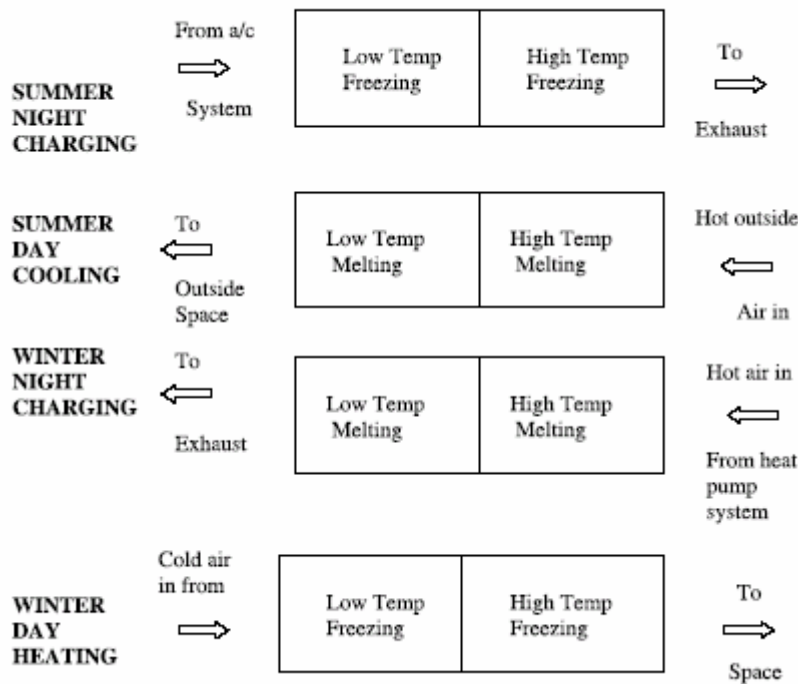 SUMMER
NIGHT
CHARGING
From a/c
System
Low Temp
Freezing
High Temp
Freezing
To
Exhaust
SUMMER
DAY
COOLING
To
Outside
Space
Low Temp
Melting
High Temp
Melting
Hot outside
Air in
WINTER
NIGHT
CHARGING
To
Exhaust
Low Temp
Melting
High Temp
Melting
Hot air in
From heat
pump
system
WINTER
DAY
HEATING
Cold air
in from
Low Temp
Freezing
High Temp
Freezing
To
Space